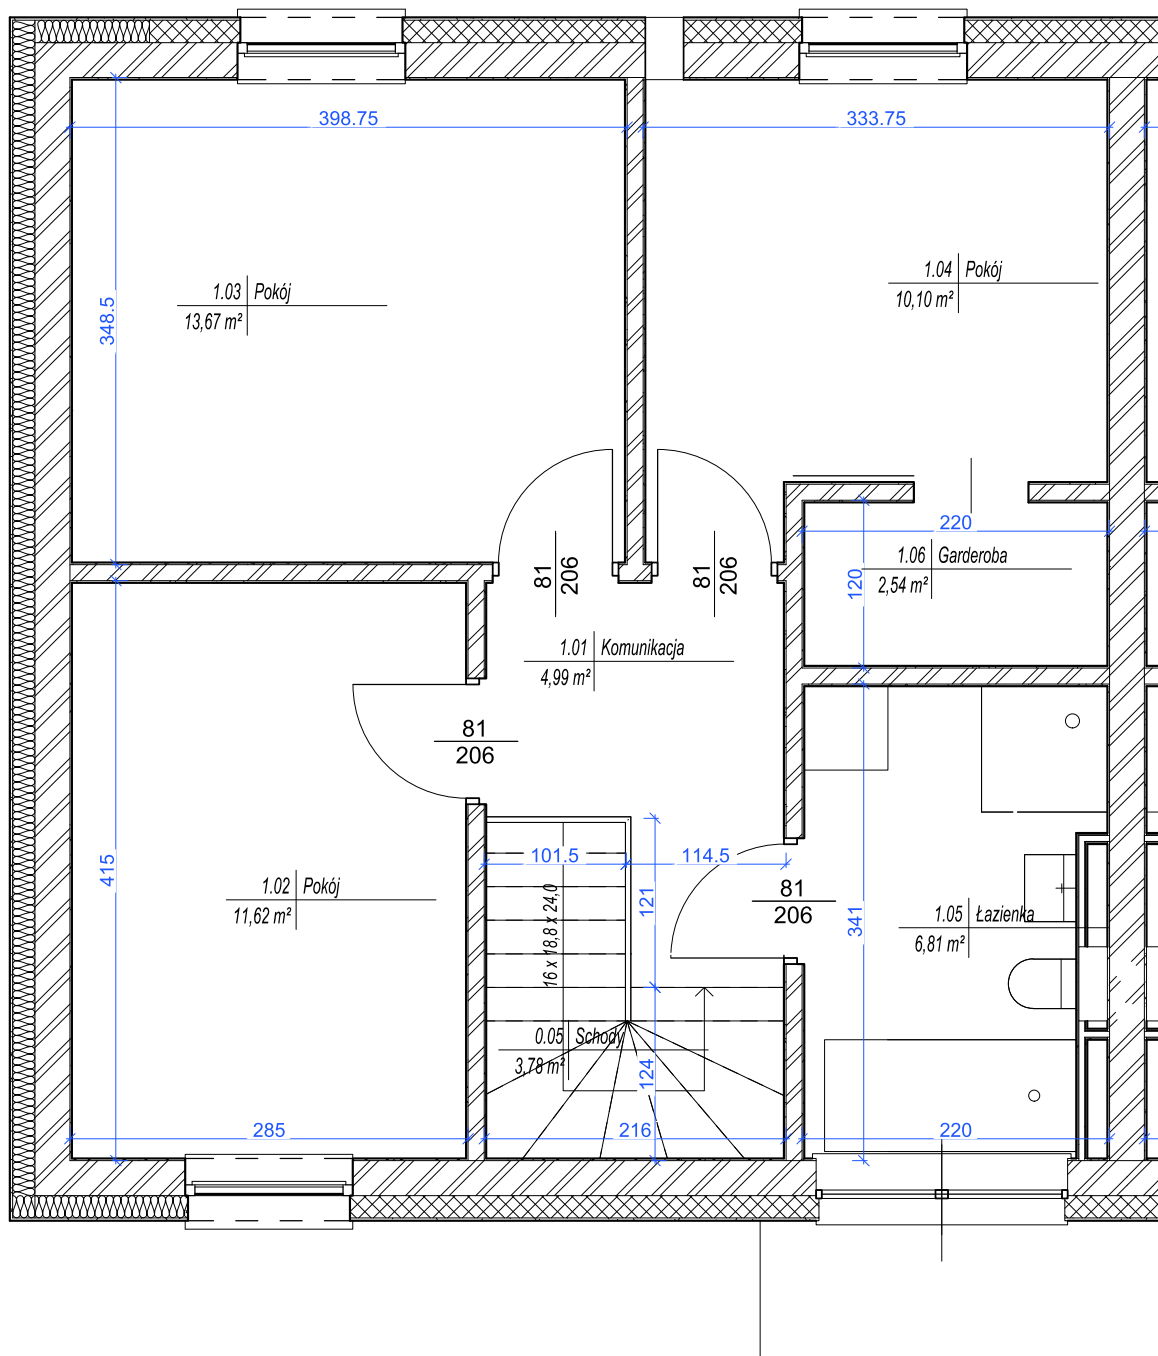 398.75
333.75
348.5
1.03 Pokój
13,67 m²
1.04 Pokój
10,10 m²
220
1.06 Garderoba
2,54 m²
120
81
206
81
206
1.01 Komunikacja
4,99 m²
81
206
101.5
114.5
121
16 x 18,8 x 24,0
81
206
415
1.02 Pokój
11,62 m²
341
1.05 Łazienka
6,81 m²
0.05 Schody
3,78 m²
124
285
216
220